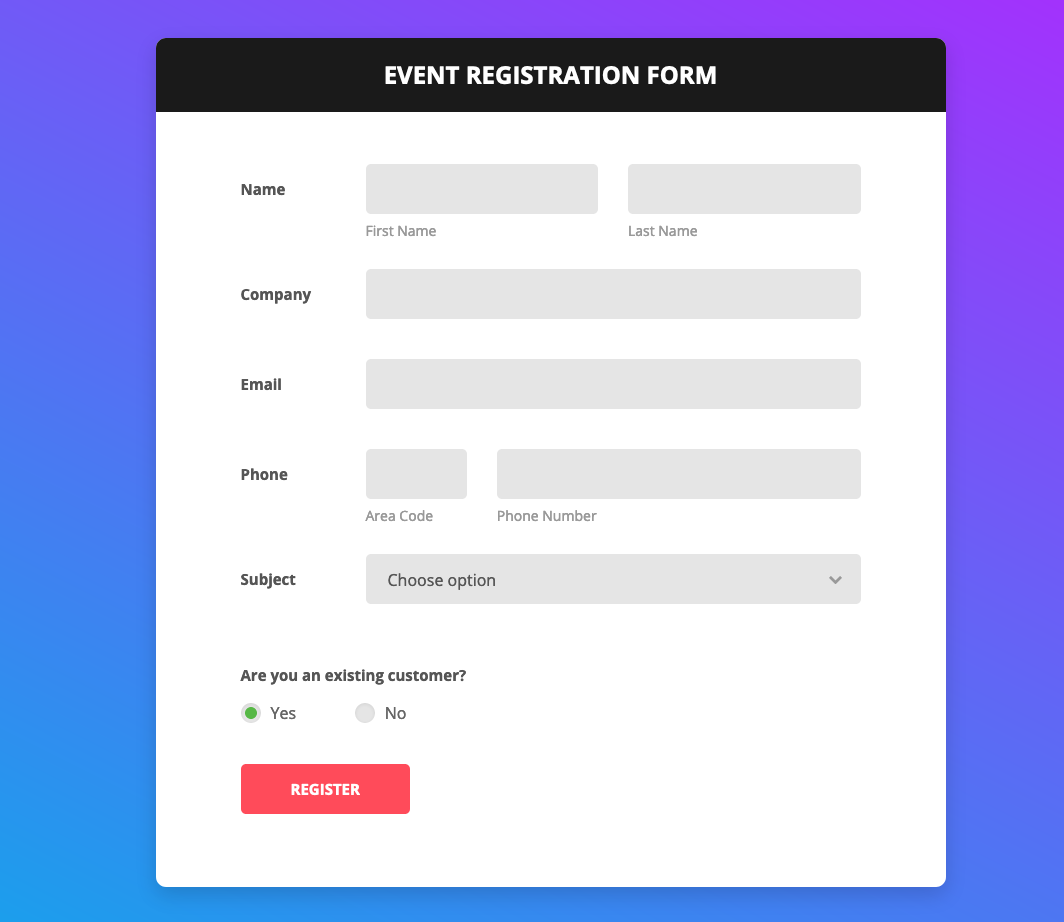 EVENT REGISTRATION FORM
Name
First Name
Last Name
Company
Email
Phone
Area Code
Phone Number
Subject
Choose option
Are you an existing customer?
Yes
No
REGISTER